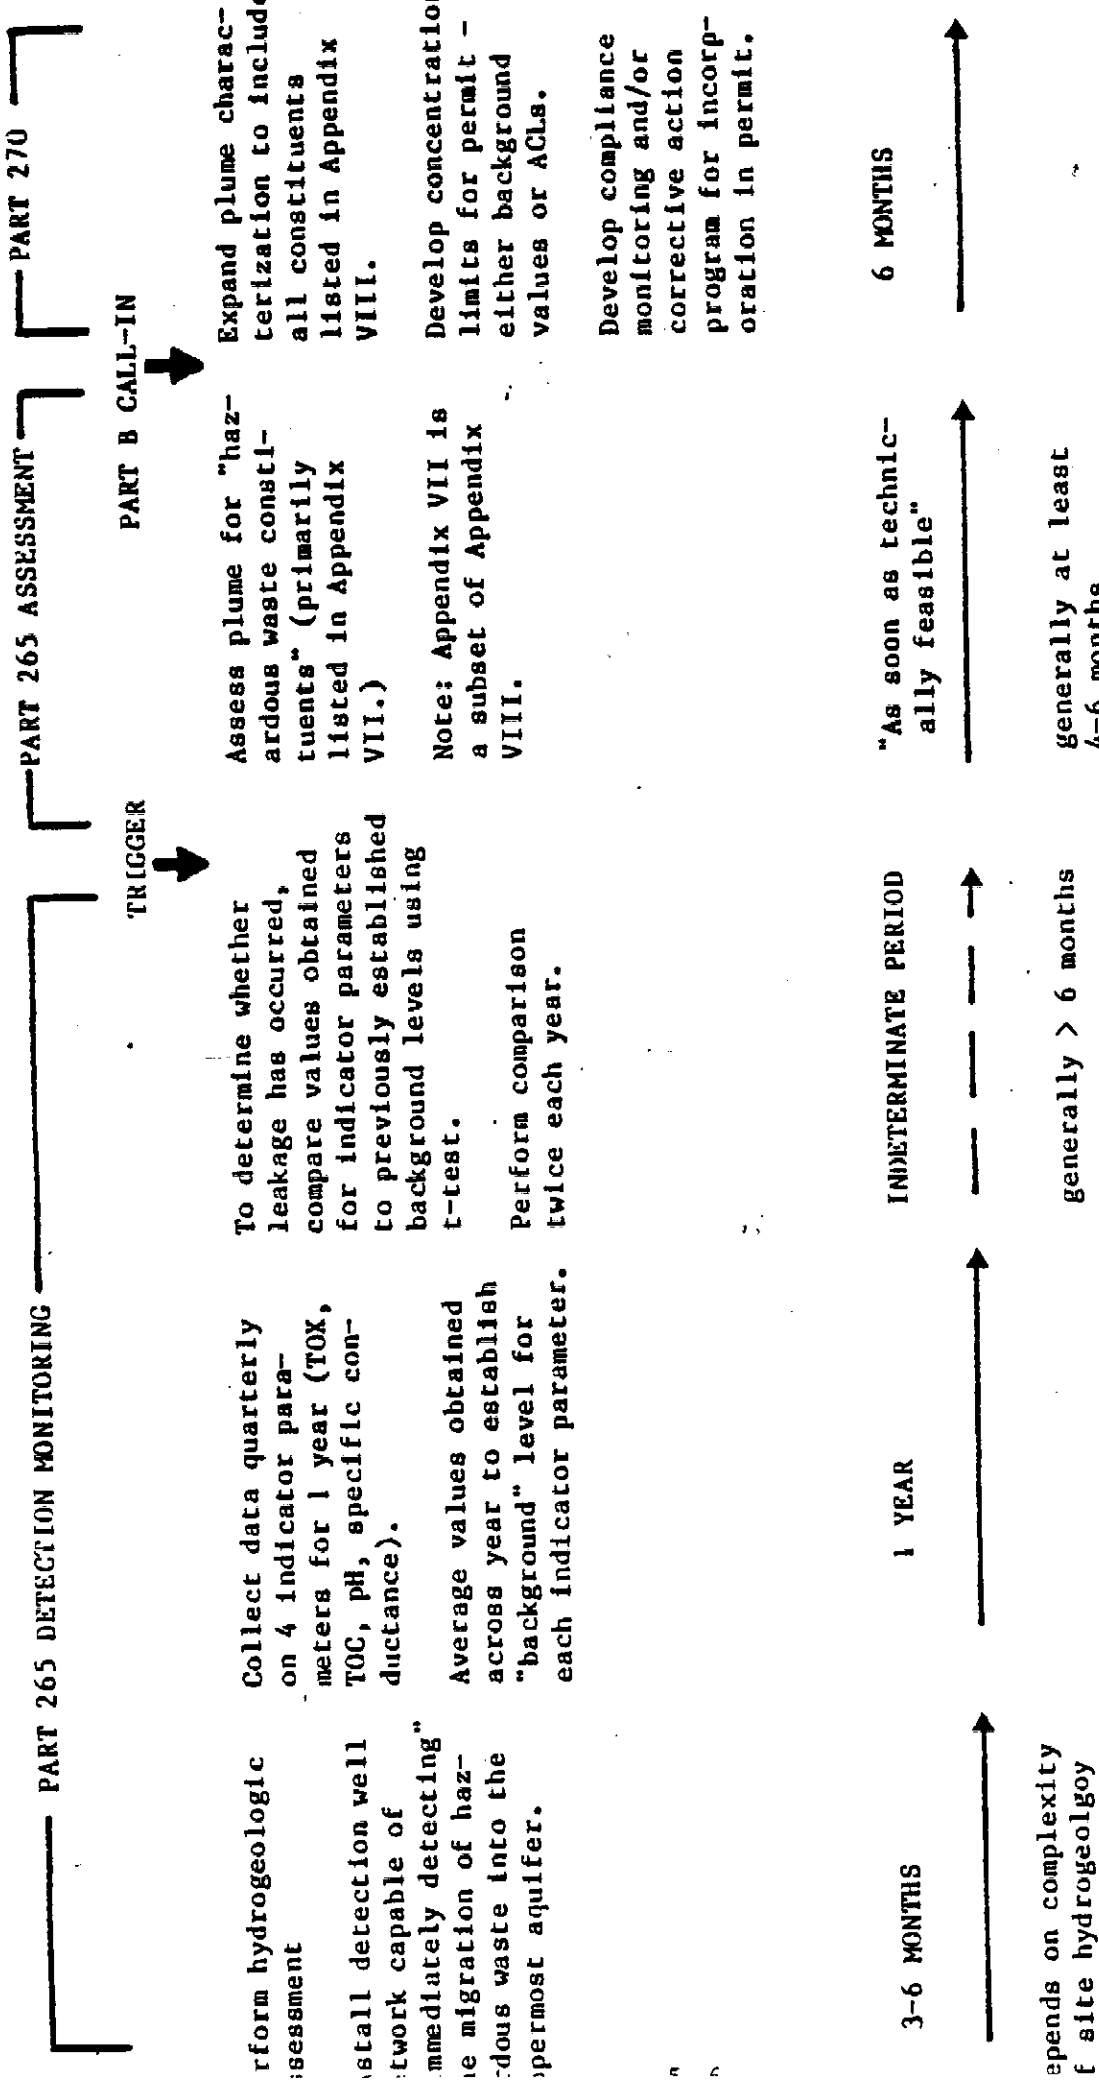 PART 265 DETECTION MONITORING
PART 265 ASSESSMENT
PART 270
TRIGGER
PART B CALL-IN
rform hydrogeologic
ssessment
stall detection well
etwork capable of
mmediately detecting"
he migration of haz-
rdous waste into the
ppermost aquifer.
Collect data quarterly
on 4 indicator para-
meters for 1 year (TOX,
TOC, pH, specific con-
ductance).
Average values obtained
across year to establish
"background" level for
each indicator parameter.
To determine whether
leakage has occurred,
compare values obtained
for indicator parameters
to previously established
background levels using
t-test.
Perform comparison
twice each year.
Assess plume for "haz-
ardous waste consti-
tuents" (primarily
listed in Appendix
VII.)
Note: Appendix VII is
a subset of Appendix
VIII.
Expand plume charac-
terization to include
all constituents
listed in Appendix
VIII.
Develop concentration
limits for permit -
either background
values or ACLs.
Develop compliance
monitoring and/or
corrective action
program for incorp-
oration in permit.
3-6 MONTHS
1 YEAR
INDETERMINATE PERIOD
"As soon as technic-
ally feasible"
6 MONTHS
epends on complexity
f site hydrogeolgoy
generally > 6 months
generally at least
4-6 months